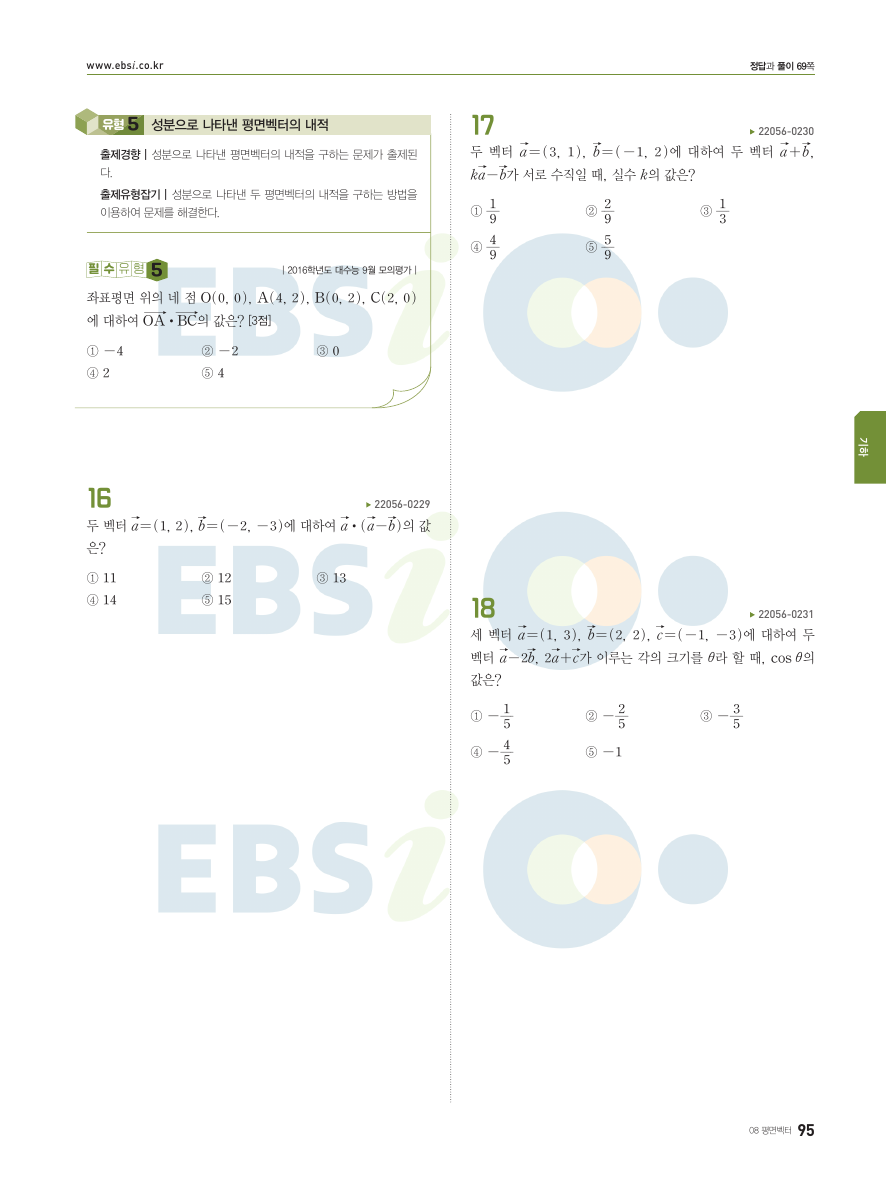 www.ebsi.co.kr
정답과 풀이 69쪽
유형 5 성분으로 나타낸 평면벡터의 내적
출제경향 | 성분으로 나타낸 평면벡터의 내적을 구하는 문제가 출제된
다.
출제유형잡기 | 성분으로 나타낸 두 평면벡터의 내적을 구하는 방법을
이용하여 문제를 해결한다.
필수유형 5 | 2016학년도 대수능 9월 모의평가 |
좌표평면 위의 네 점 O(0, 0), A(4, 2), B(0, 2), C(2, 0)
에 대하여 $\overrightarrow{OA}$•$\overrightarrow{BC}$의 값은? [3점]
① −4 ② −2 ③ 0
④ 2 ⑤ 4
16 ▶ 22056-0229
두 벡터 $\vec{a}$=(1, 2), $\vec{b}$=(−2, −3)에 대하여 $\vec{a}$•($\vec{a}$−$\vec{b}$)의 값
은?
① 11 ② 12 ③ 13
④ 14 ⑤ 15
17 ▶ 22056-0230
두 벡터 $\vec{a}$=(3, 1), $\vec{b}$=(−1, 2)에 대하여 두 벡터 $\vec{a}$+$\vec{b}$,
k$\vec{a}$−$\vec{b}$가 서로 수직일 때, 실수 k의 값은?
① $\frac{1}{9}$ ② $\frac{2}{9}$ ③ $\frac{1}{3}$
④ $\frac{4}{9}$ ⑤ $\frac{5}{9}$
18 ▶ 22056-0231
세 벡터 $\vec{a}$=(1, 3), $\vec{b}$=(2, 2), $\vec{c}$=(−1, −3)에 대하여 두
벡터 $\vec{a}$−2$\vec{b}$, 2$\vec{a}$+$\vec{c}$가 이루는 각의 크기를 θ라 할 때, cos θ의
값은?
① −$\frac{1}{5}$ ② −$\frac{2}{5}$ ③ −$\frac{3}{5}$
④ −$\frac{4}{5}$ ⑤ −1
기하
EBSi
EBSi
EBSi
08 평면벡터 95